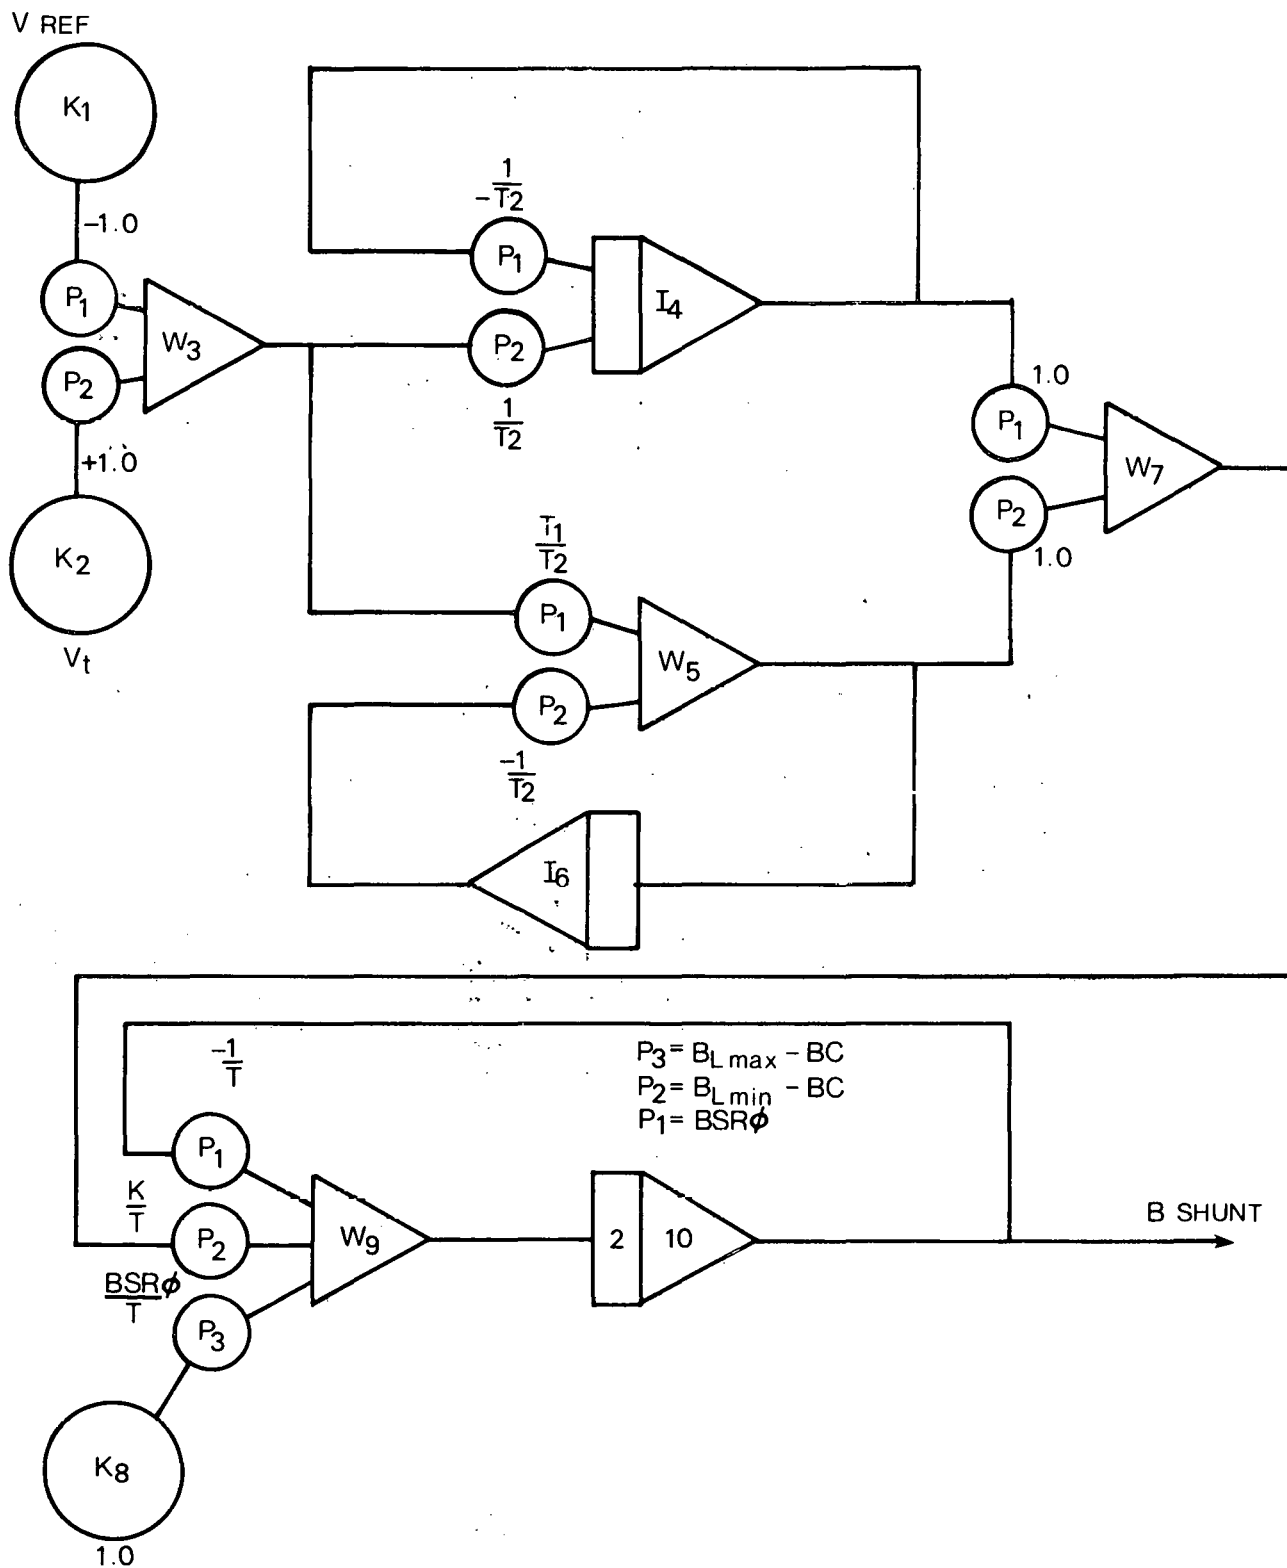 V REF
K1
-1.0
P1
P2
W3
+1.0
K2
Vt
-1/T2
P1
I4
P2
1/T2
1.0
P1
W7
P2
1.0
T1/T2
P1
W5
P2
-1/T2
I6
-1/T
P3 = BL max - BC
P2 = BL min - BC
P1 = BSRϕ
P1
K/T
P2
W9
2 10
B SHUNT
BSRϕ/T
P3
K8
1.0